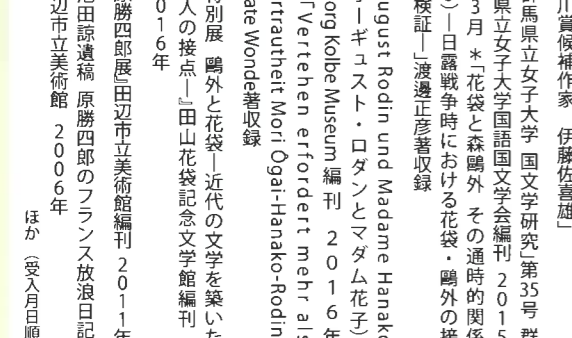 川賞候補作家　伊藤佐喜雄」
群馬県立女子大学　国文学研究」第35号　群
県立女子大学国語国文学会編刊　２０１５
３月　＊「花袋と森鷗外　その通時的関係
）―日露戦争時における花袋・鷗外の接
検証―」渡邊正彦著収録
August Rodin und Madame Hanako
オーギュスト・ロダンとマダム花子）
org Kolbe Museum 編刊　２０１６年
「Vertehen erfordert mehr als
rtrautheit Mori Ôgai-Hanako-Rodin
ate Wonde著収録
特別展　鷗外と花袋―近代の文学を築いた
人の接点―』田山花袋記念文学館編刊
０１６年
原勝四郎展』田辺市立美術館編刊　２０１１年
池田諒遺稿　原勝四郎のフランス放浪日記
辺市立美術館　２００６年
ほか（受入月日順